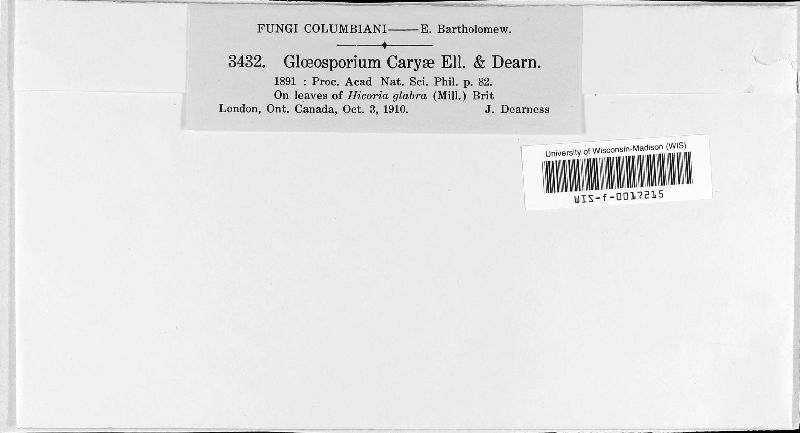 FUNGI COLUMBIANI——E. Bartholomew.
3432. Glœosporium Caryæ Ell. & Dearn.
1891 : Proc. Acad Nat. Sci. Phil. p. 82.
On leaves of Hicoria glabra (Mill.) Brit
London, Ont. Canada, Oct. 3, 1910. J. Dearness
University of Wisconsin-Madison (WIS)
WIS-f-0017215